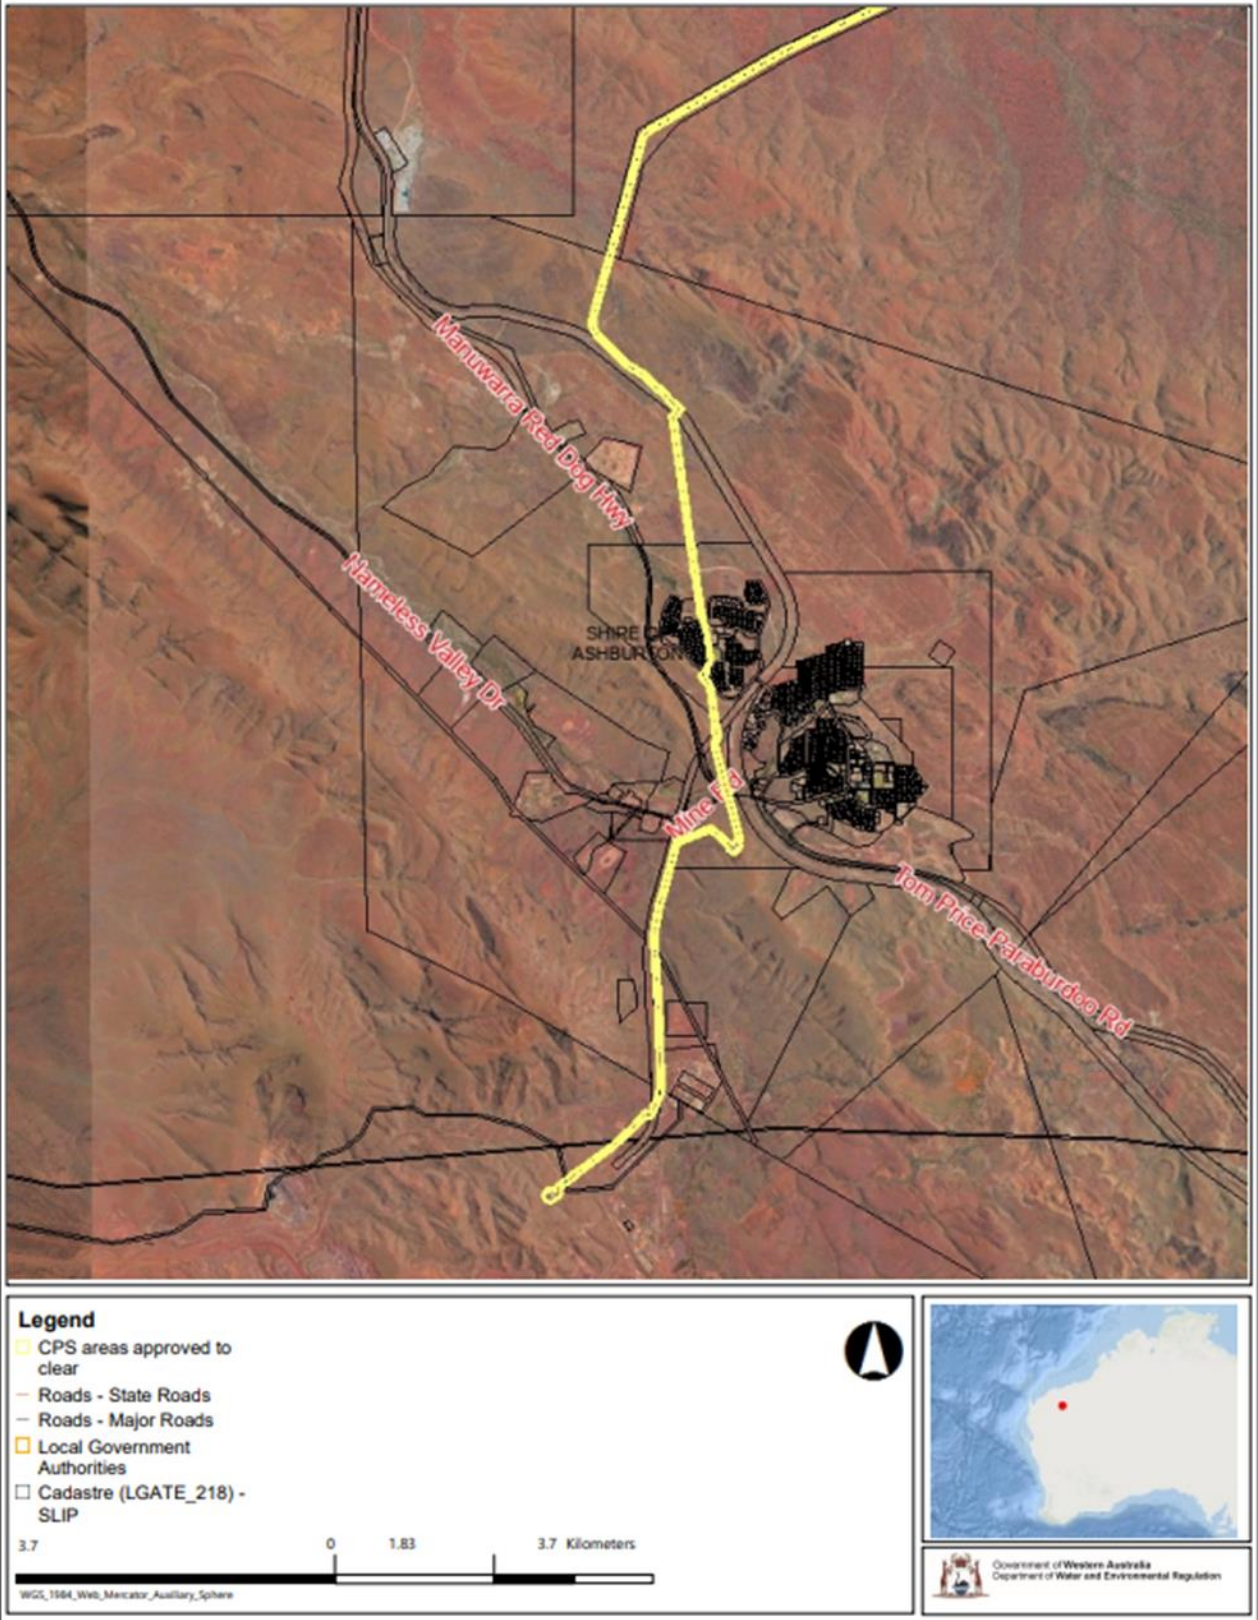 Manuwarra Red Dog Hwy
Nameless Valley Dr
SHIRE OF
ASHBURTON
Mine Rd
Tom Price-Paraburdoo Rd
Legend
CPS areas approved to
clear
Roads - State Roads
Roads - Major Roads
Local Government
Authorities
Cadastre (LGATE_218) -
SLIP
3.7 0 1.83 3.7 Kilometers
WGS_1984_Web_Mercator_Auxiliary_Sphere
Government of Western Australia
Department of Water and Environmental Regulation